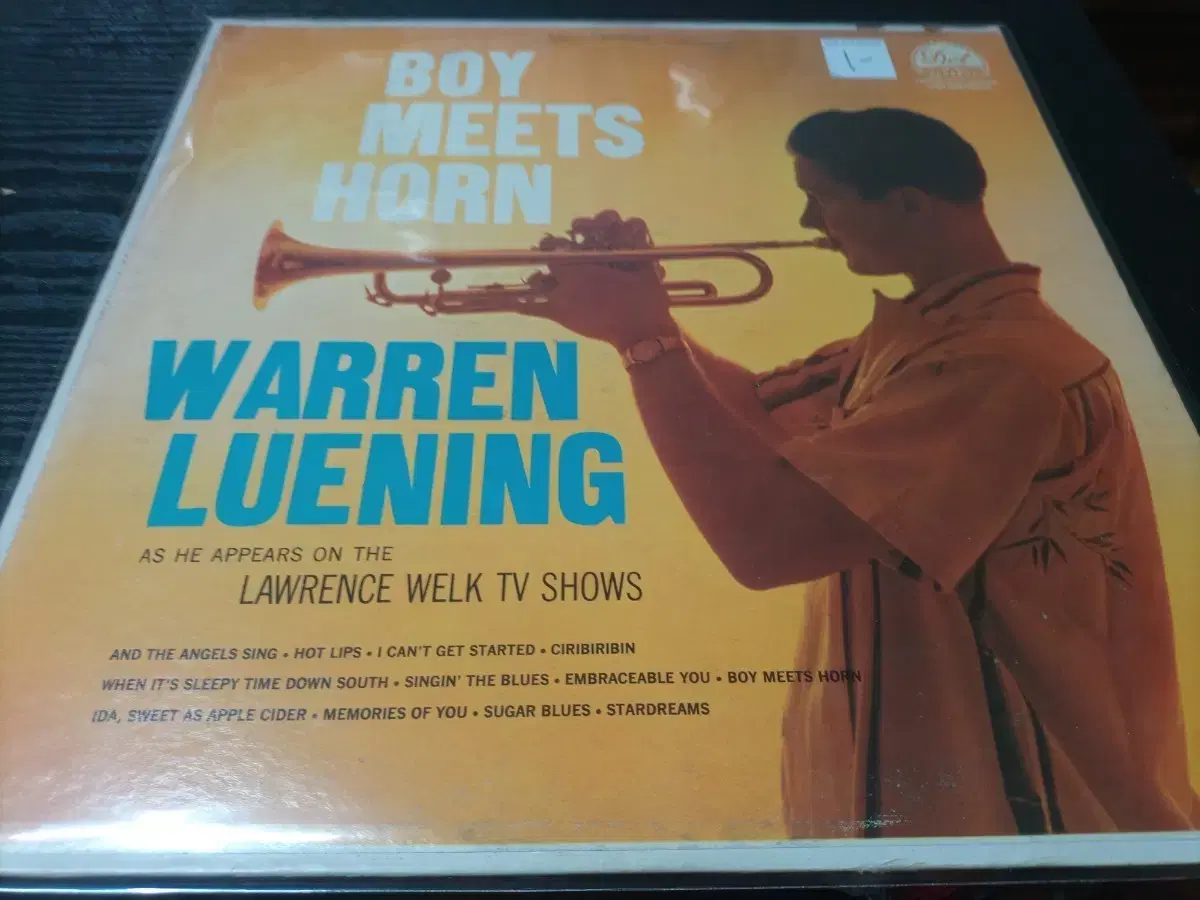 BOY
MEETS
HORN
Dot
WARREN
LUENING
AS HE APPEARS ON THE
LAWRENCE WELK TV SHOWS
AND THE ANGELS SING • HOT LIPS • I CAN'T GET STARTED • CIRIBIRIBIN
WHEN IT'S SLEEPY TIME DOWN SOUTH • SINGIN' THE BLUES • EMBRACEABLE YOU • BOY MEETS HORN
IDA, SWEET AS APPLE CIDER • MEMORIES OF YOU • SUGAR BLUES • STARDREAMS